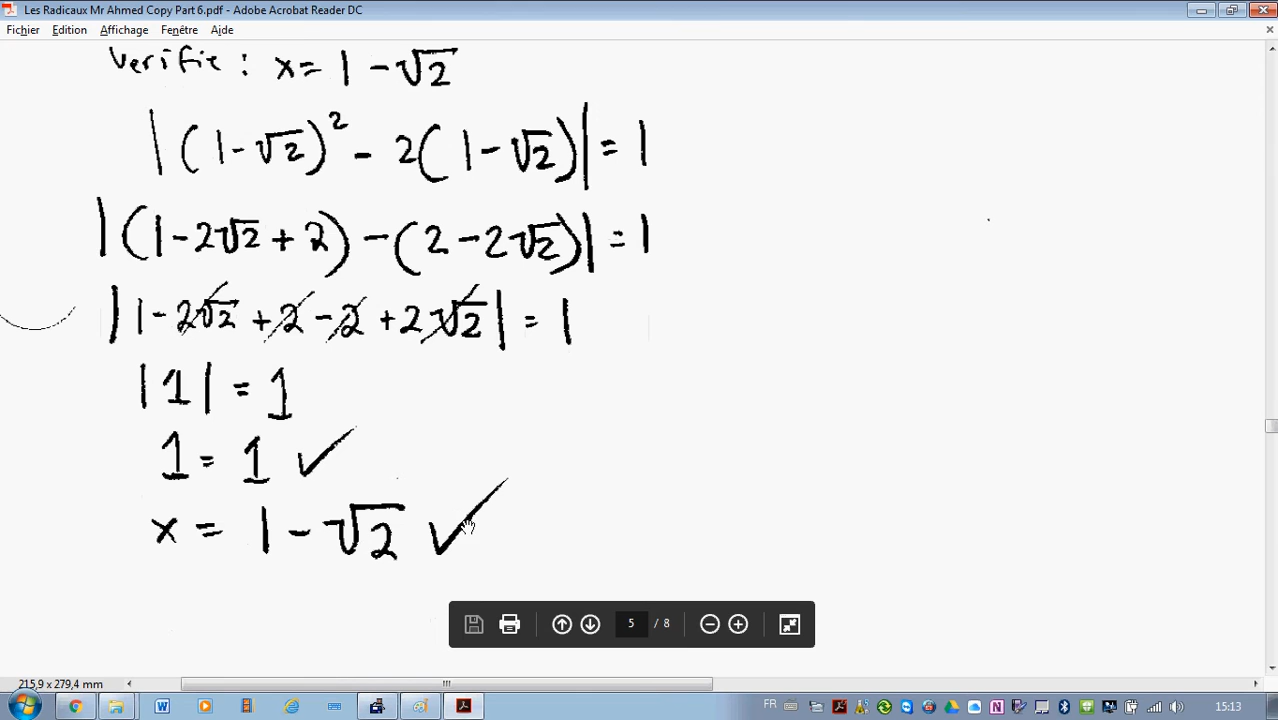 Les Radicaux Mr Ahmed Copy Part 6.pdf - Adobe Acrobat Reader DC
Fichier Edition Affichage Fenêtre Aide
Verifie : x = 1 - √2
|(1-√2)² - 2(1-√2)| = 1
|(1-2√2+2) - (2-2√2)| = 1
|1-2√2+2-2+2√2| = 1
|1| = 1
1 = 1 ✓
x = 1 - √2 ✓
5 / 8
215,9 x 279,4 mm
FR 15:13